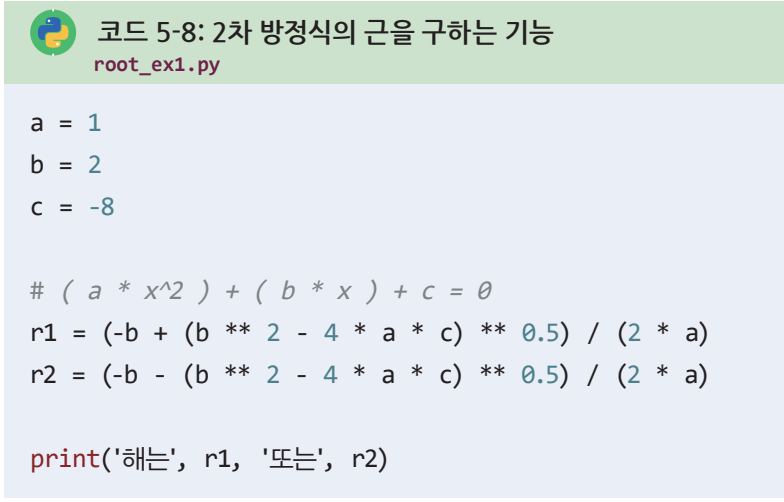 코드 5-8: 2차 방정식의 근을 구하는 기능
root_ex1.py
a = 1
b = 2
c = -8
# ( a * x^2 ) + ( b * x ) + c = 0
r1 = (-b + (b ** 2 - 4 * a * c) ** 0.5) / (2 * a)
r2 = (-b - (b ** 2 - 4 * a * c) ** 0.5) / (2 * a)
print('해는', r1, '또는', r2)